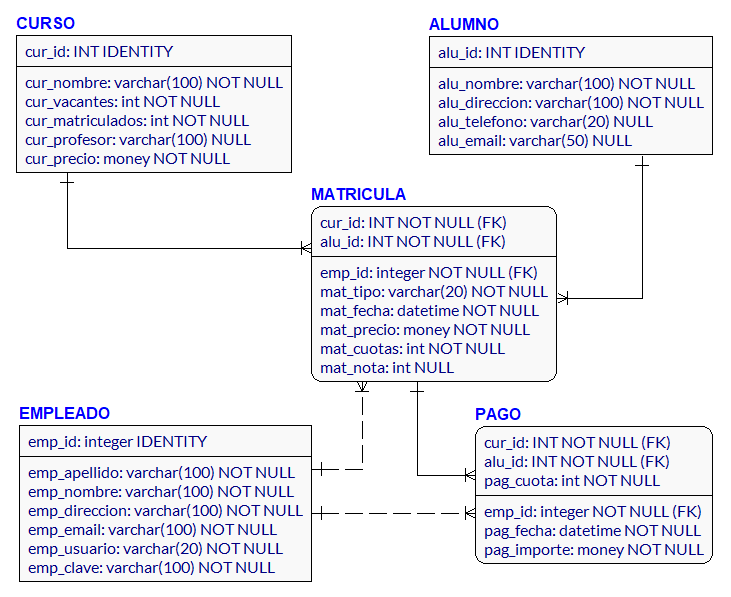 CURSO
cur_id: INT IDENTITY
cur_nombre: varchar(100) NOT NULL
cur_vacantes: int NOT NULL
cur_matriculados: int NOT NULL
cur_profesor: varchar(100) NULL
cur_precio: money NOT NULL
ALUMNO
alu_id: INT IDENTITY
alu_nombre: varchar(100) NOT NULL
alu_direccion: varchar(100) NOT NULL
alu_telefono: varchar(20) NULL
alu_email: varchar(50) NULL
MATRICULA
cur_id: INT NOT NULL (FK)
alu_id: INT NOT NULL (FK)
emp_id: integer NOT NULL (FK)
mat_tipo: varchar(20) NOT NULL
mat_fecha: datetime NOT NULL
mat_precio: money NOT NULL
mat_cuotas: int NOT NULL
mat_nota: int NULL
EMPLEADO
emp_id: integer IDENTITY
emp_apellido: varchar(100) NOT NULL
emp_nombre: varchar(100) NOT NULL
emp_direccion: varchar(100) NOT NULL
emp_email: varchar(100) NOT NULL
emp_usuario: varchar(20) NOT NULL
emp_clave: varchar(100) NOT NULL
PAGO
cur_id: INT NOT NULL (FK)
alu_id: INT NOT NULL (FK)
pag_cuota: int NOT NULL
emp_id: integer NOT NULL (FK)
pag_fecha: datetime NOT NULL
pag_importe: money NOT NULL